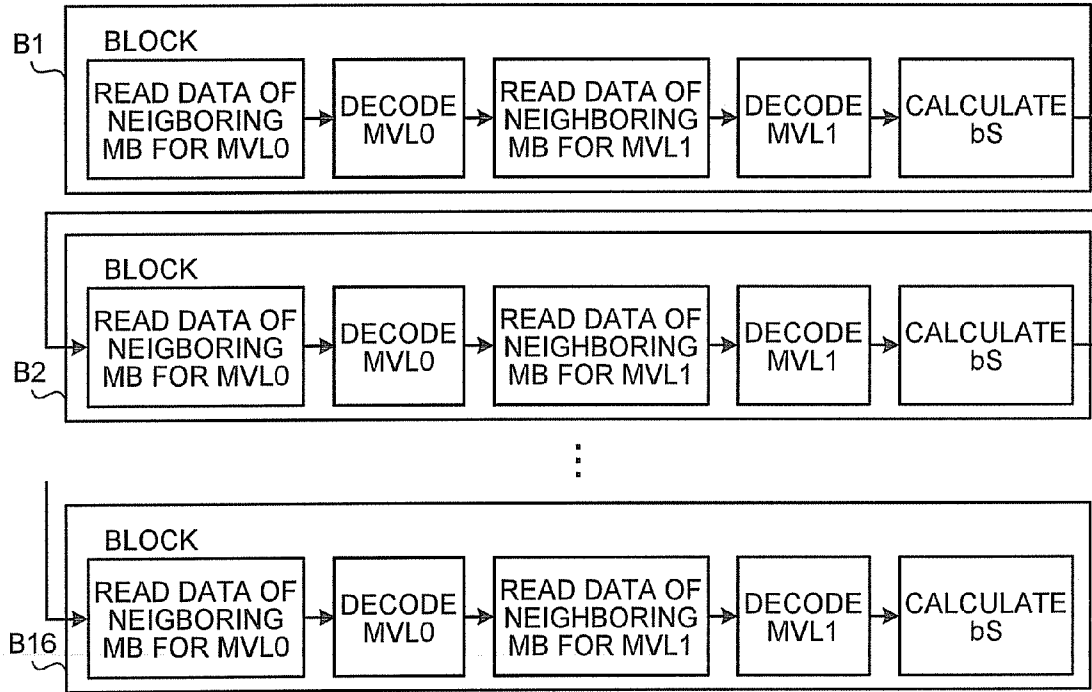 B1
BLOCK
READ DATA OF
NEIGBORING
MB FOR MVL0
DECODE
MVL0
READ DATA OF
NEIGHBORING
MB FOR MVL1
DECODE
MVL1
CALCULATE
bS
B2
BLOCK
READ DATA OF
NEIGBORING
MB FOR MVL0
DECODE
MVL0
READ DATA OF
NEIGHBORING
MB FOR MVL1
DECODE
MVL1
CALCULATE
bS
B16
BLOCK
READ DATA OF
NEIGBORING
MB FOR MVL0
DECODE
MVL0
READ DATA OF
NEIGHBORING
MB FOR MVL1
DECODE
MVL1
CALCULATE
bS